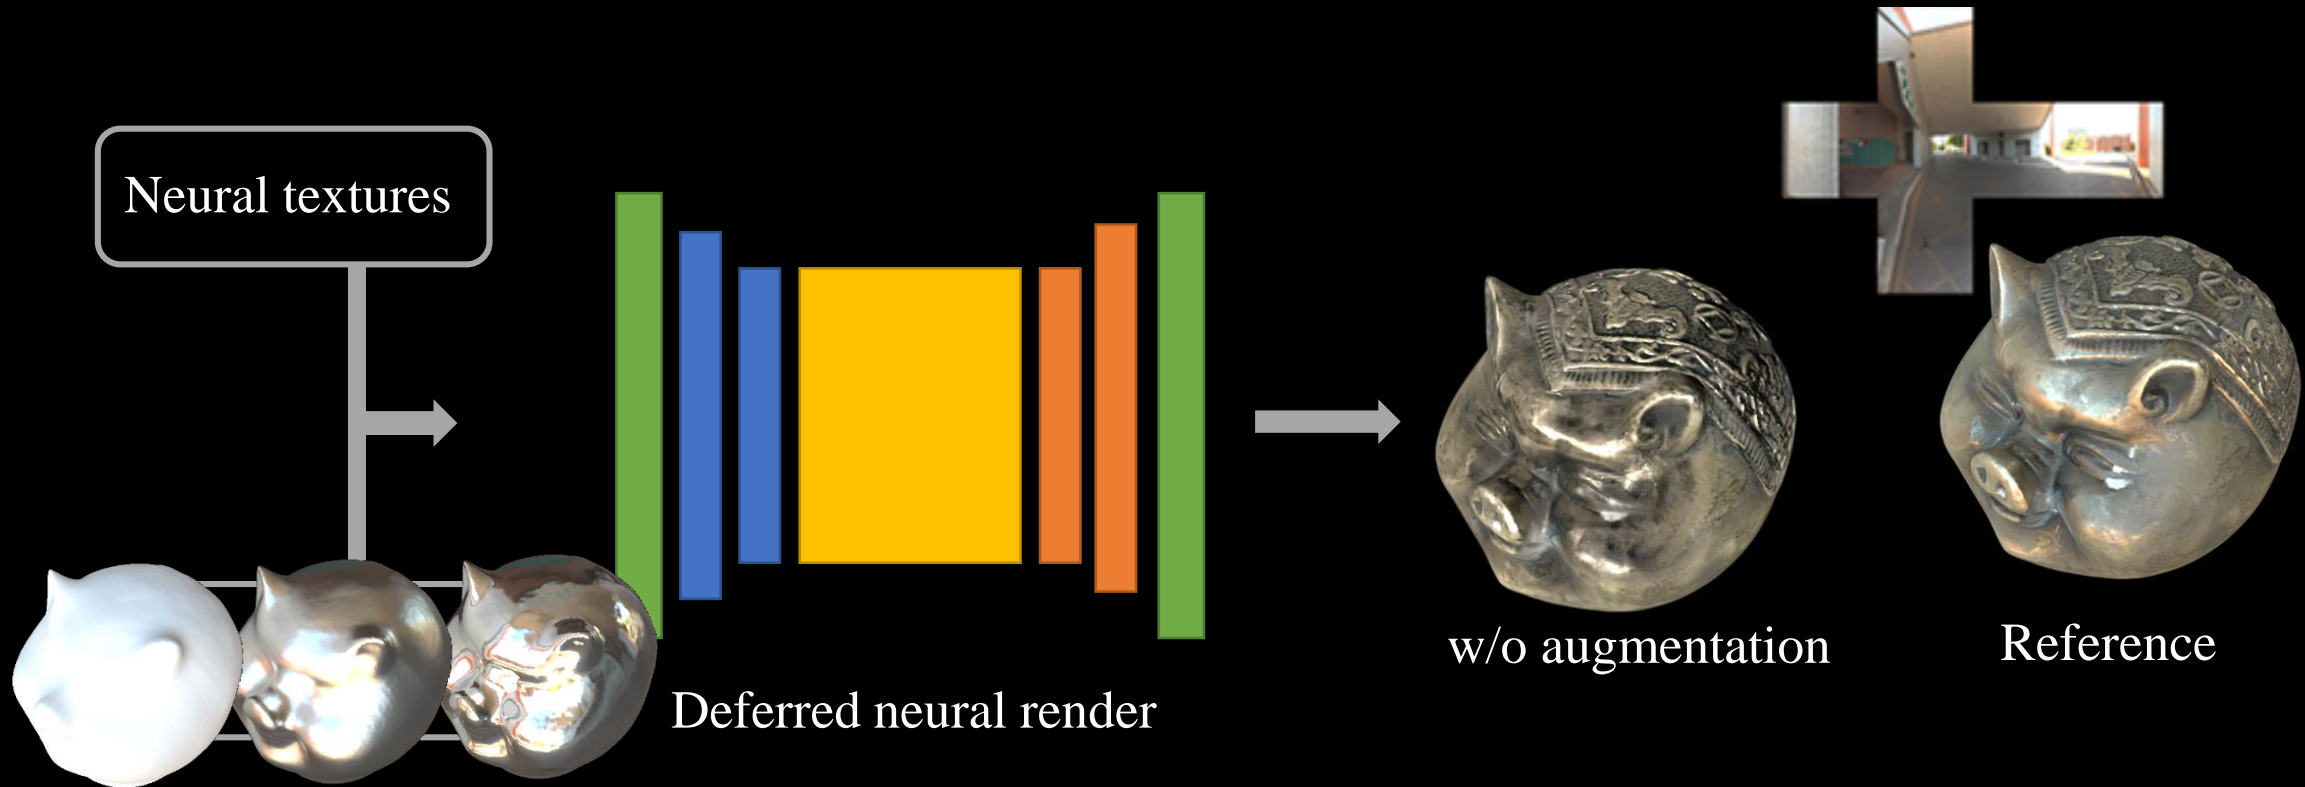 Neural textures
Deferred neural render
w/o augmentation
Reference